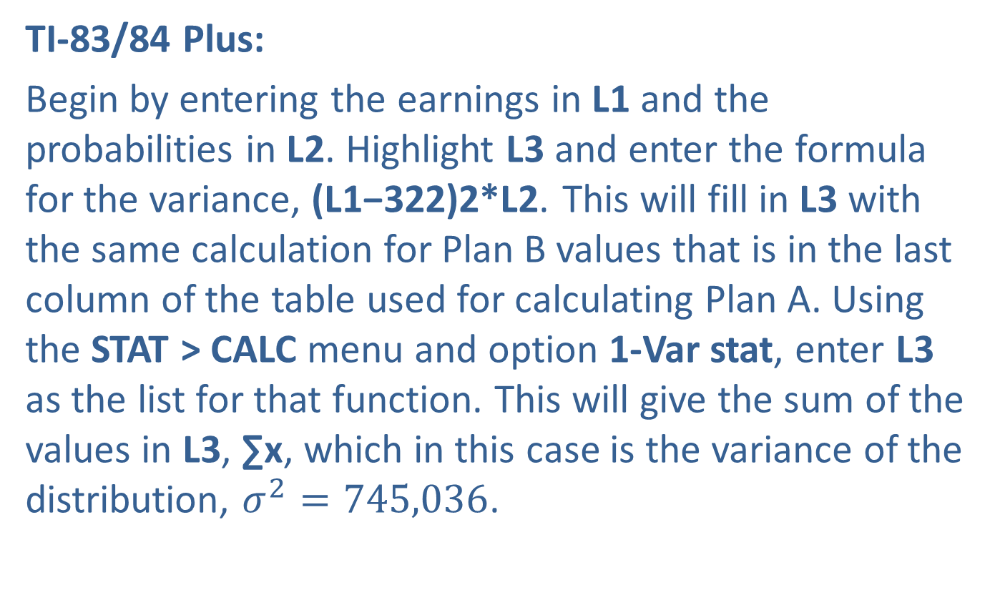 TI-83/84 Plus:
Begin by entering the earnings in L1 and the
probabilities in L2. Highlight L3 and enter the formula
for the variance, (L1−322)2*L2. This will fill in L3 with
the same calculation for Plan B values that is in the last
column of the table used for calculating Plan A. Using
the STAT > CALC menu and option 1-Var stat, enter L3
as the list for that function. This will give the sum of the
values in L3, ∑x, which in this case is the variance of the
distribution, σ² = 745,036.